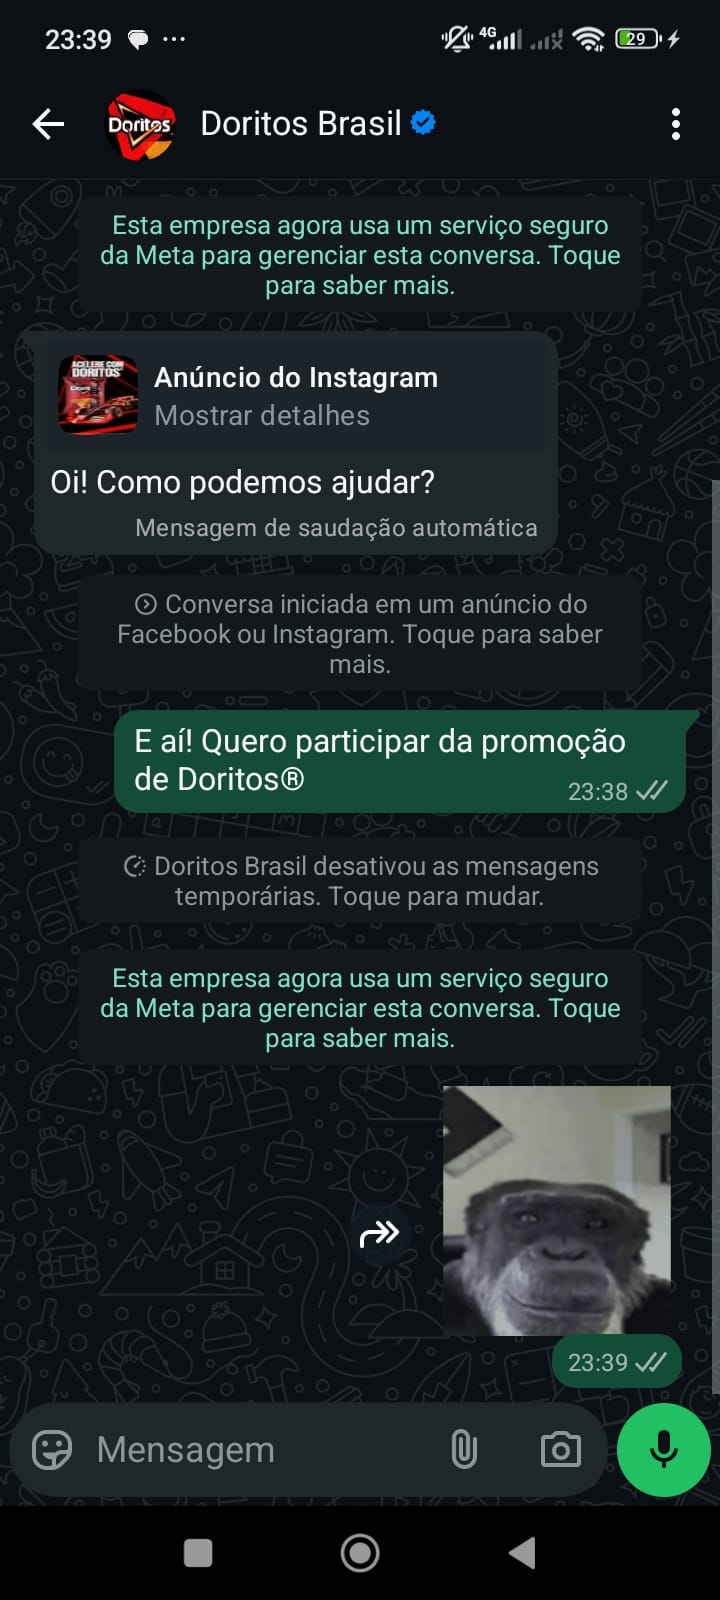 23:39
4G
29
Doritos
Doritos Brasil
Esta empresa agora usa um serviço seguro
da Meta para gerenciar esta conversa. Toque
para saber mais.
ACELERE COM
DORITOS
Anúncio do Instagram
Mostrar detalhes
Oi! Como podemos ajudar?
Mensagem de saudação automática
Conversa iniciada em um anúncio do
Facebook ou Instagram. Toque para saber
mais.
E aí! Quero participar da promoção
de Doritos®
23:38
Doritos Brasil desativou as mensagens
temporárias. Toque para mudar.
Esta empresa agora usa um serviço seguro
da Meta para gerenciar esta conversa. Toque
para saber mais.
23:39
Mensagem